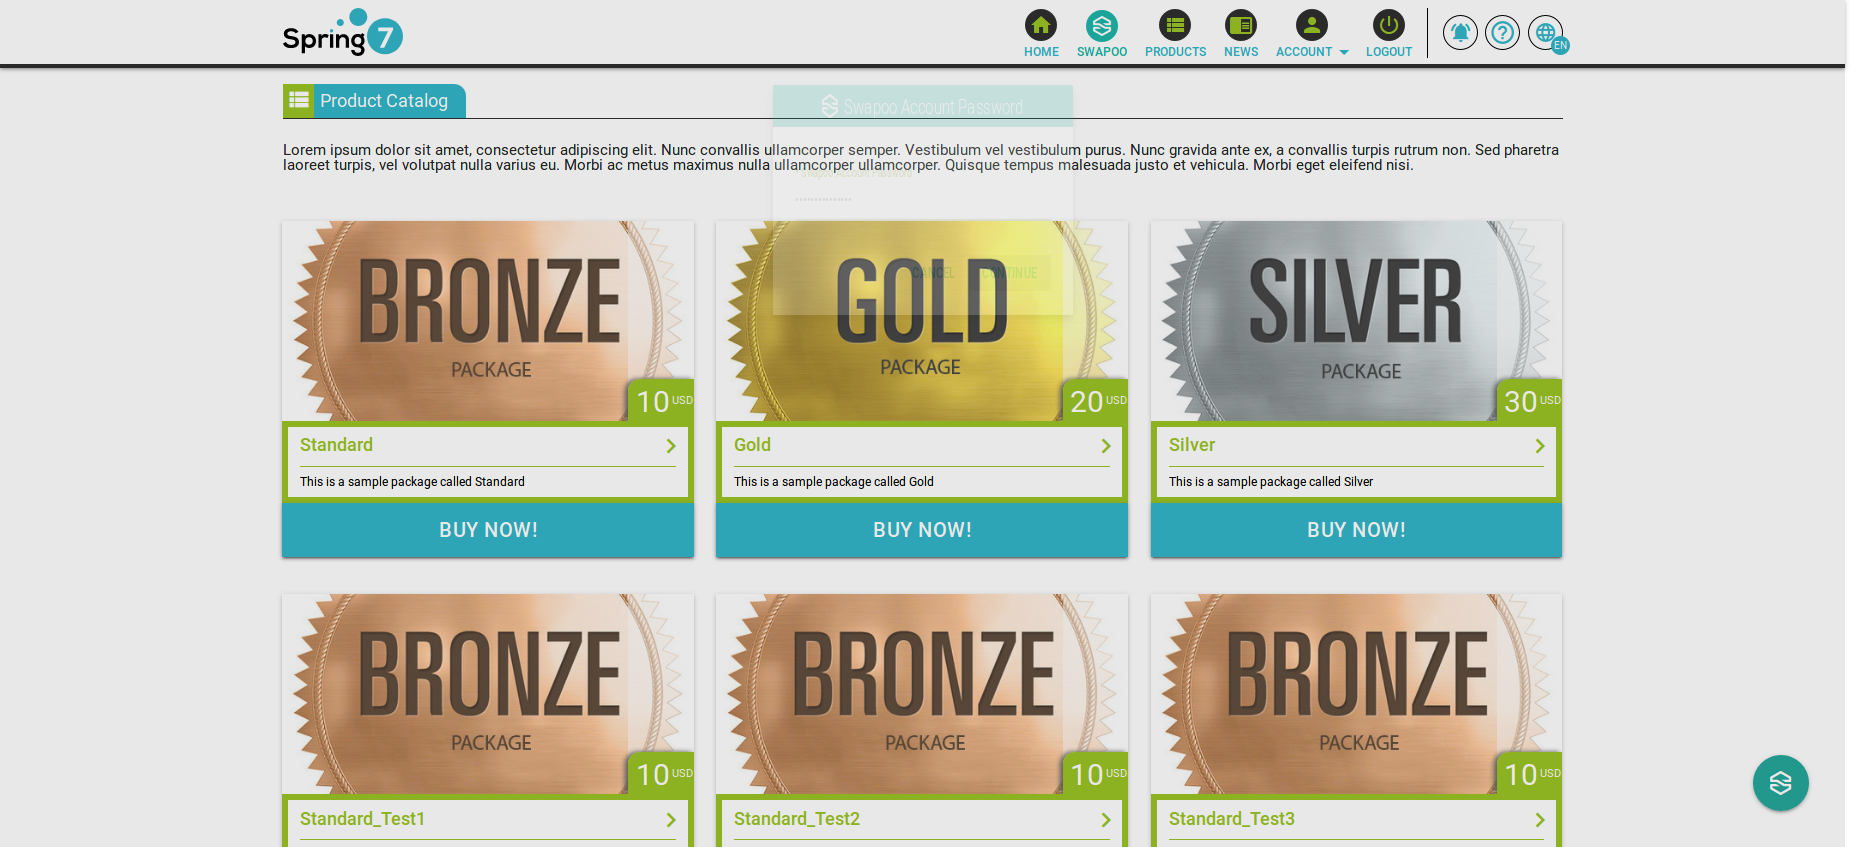 Spring7
HOME SWAPOO PRODUCTS NEWS ACCOUNT LOGOUT
EN
Product Catalog
Swapoo Account Password
Lorem ipsum dolor sit amet, consectetur adipiscing elit. Nunc convallis ullamcorper semper. Vestibulum vel vestibulum purus. Nunc gravida ante ex, a convallis turpis rutrum non. Sed pharetra
laoreet turpis, vel volutpat nulla varius eu. Morbi ac metus maximus nulla ullamcorper ullamcorper. Quisque tempus malesuada justo et vehicula. Morbi eget eleifend nisi.
Swapoo Account Password
CANCEL CONTINUE
BRONZE
PACKAGE
10 USD
Standard
This is a sample package called Standard
BUY NOW!
GOLD
PACKAGE
20 USD
Gold
This is a sample package called Gold
BUY NOW!
SILVER
PACKAGE
30 USD
Silver
This is a sample package called Silver
BUY NOW!
BRONZE
PACKAGE
10 USD
Standard_Test1
BRONZE
PACKAGE
10 USD
Standard_Test2
BRONZE
PACKAGE
10 USD
Standard_Test3